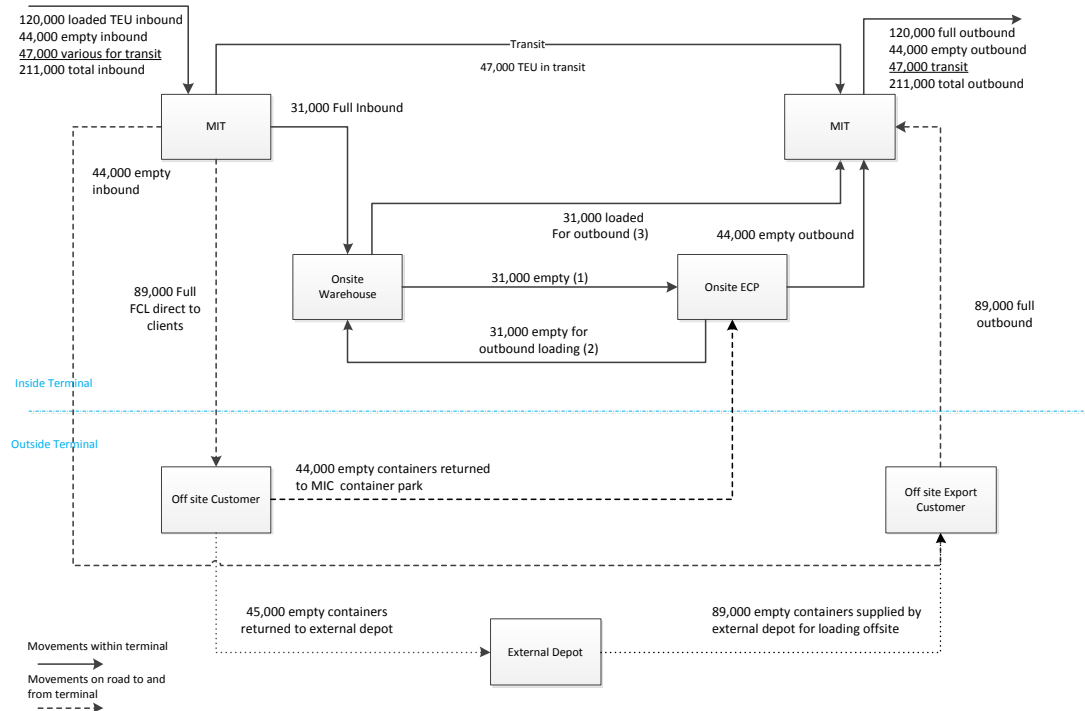 120,000 loaded TEU inbound
44,000 empty inbound
47,000 various for transit
211,000 total inbound
Transit
47,000 TEU in transit
120,000 full outbound
44,000 empty outbound
47,000 transit
211,000 total outbound
MIT
31,000 Full Inbound
MIT
44,000 empty
inbound
31,000 loaded
For outbound (3)
44,000 empty outbound
89,000 Full
FCL direct to
clients
Onsite
Warehouse
31,000 empty (1)
Onsite ECP
89,000 full
outbound
31,000 empty for
outbound loading (2)
Inside Terminal
Outside Terminal
Off site Customer
44,000 empty containers returned
to MIC container park
Off site Export
Customer
45,000 empty containers
returned to external depot
External Depot
89,000 empty containers supplied by
external depot for loading offsite
Movements within terminal
Movements on road to and
from terminal